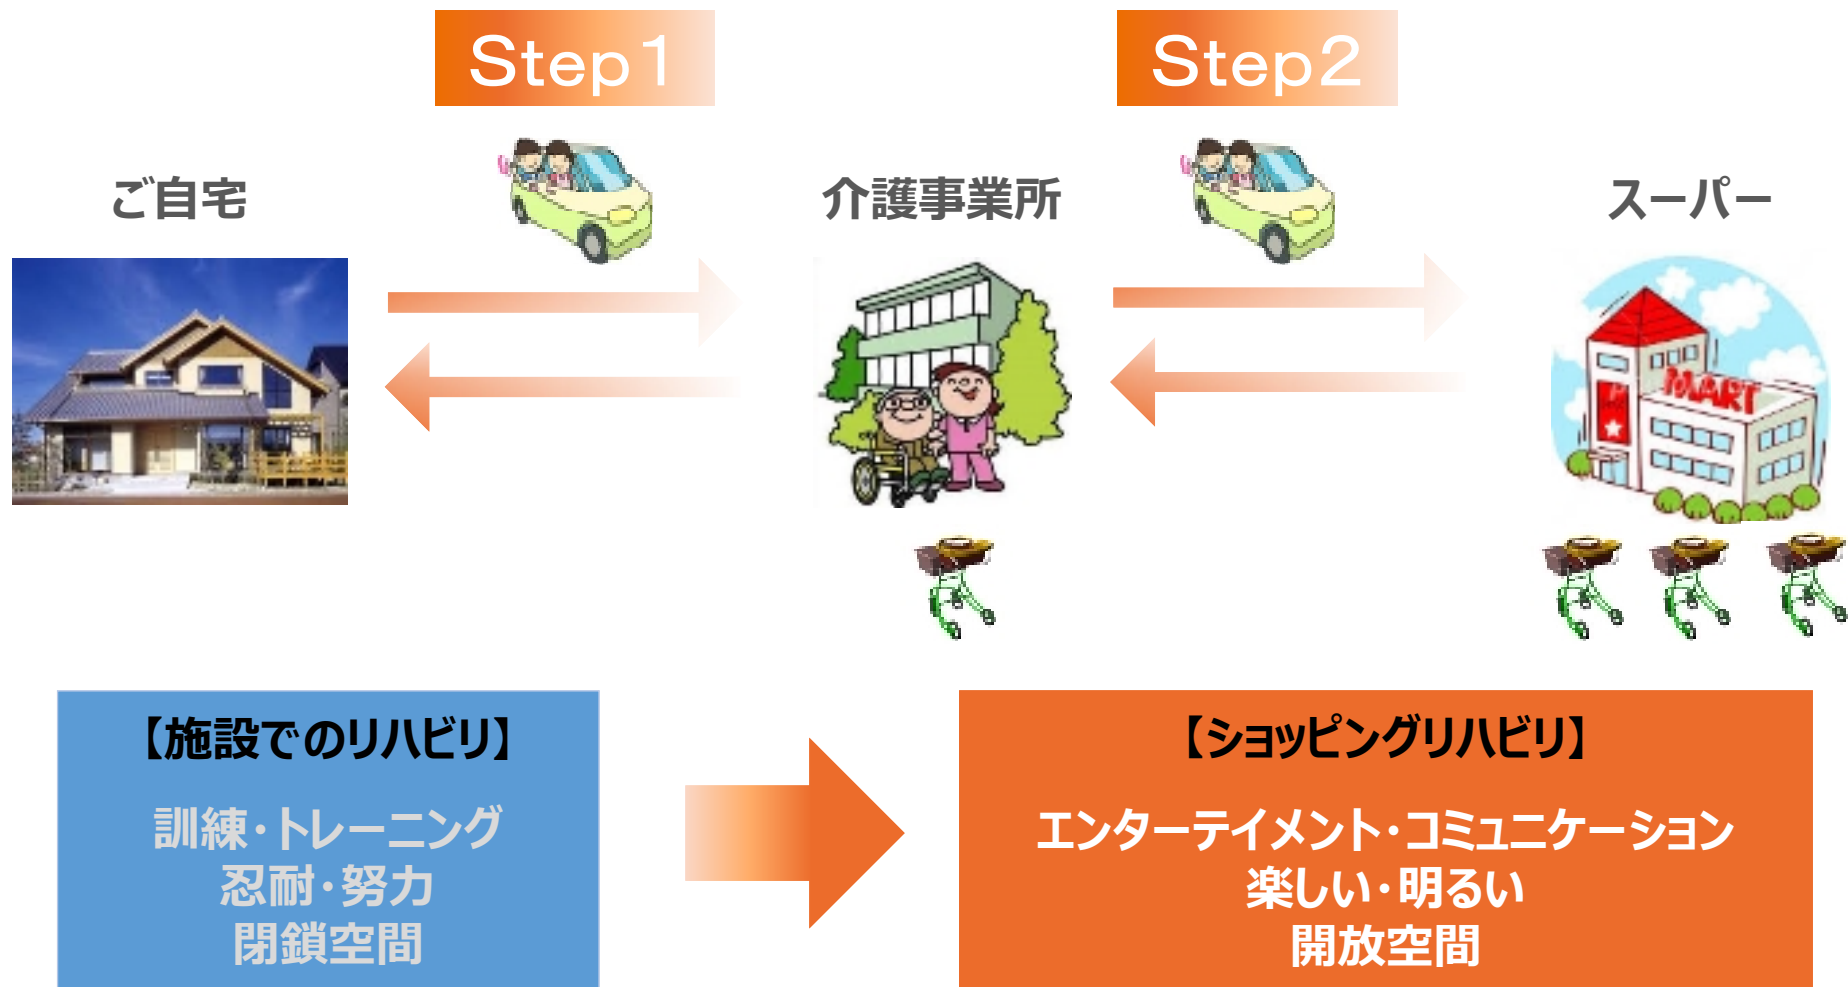 Step1
Step2
ご自宅
介護事業所
スーパー
MART
【施設でのリハビリ】
訓練・トレーニング
忍耐・努力
閉鎖空間
【ショッピングリハビリ】
エンターテイメント・コミュニケーション
楽しい・明るい
開放空間